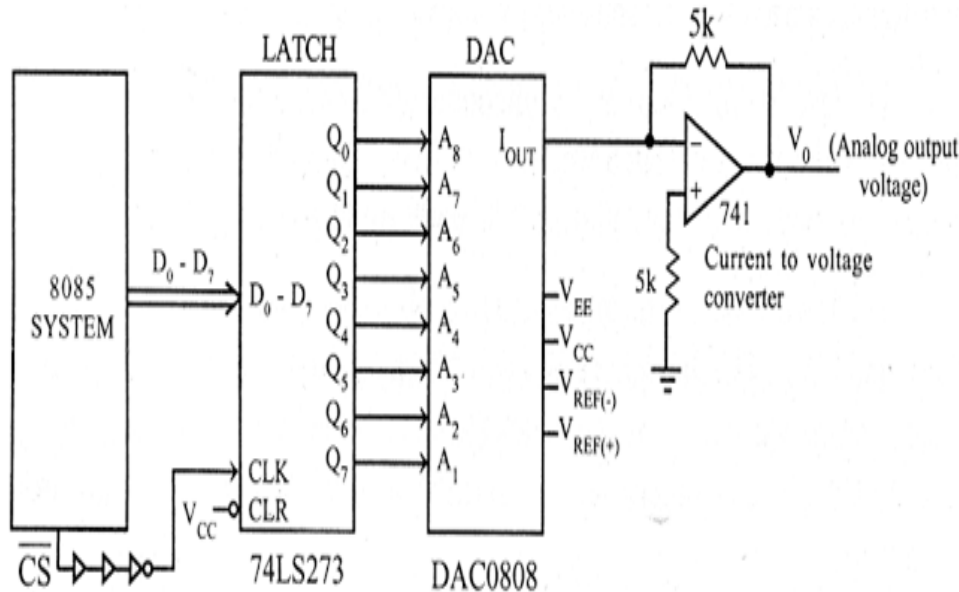 5k
LATCH
DAC
Q0
A8
IOUT
−
V0
(Analog output
voltage)
Q1
A7
+
741
Q2
A6
D0 - D7
Q3
A5
5k
Current to voltage
converter
8085
SYSTEM
D0 - D7
Q4
A4
VEE
VCC
Q5
A3
VREF(-)
Q6
A2
VREF(+)
Q7
A1
CLK
VCC
CLR
CS
74LS273
DAC0808